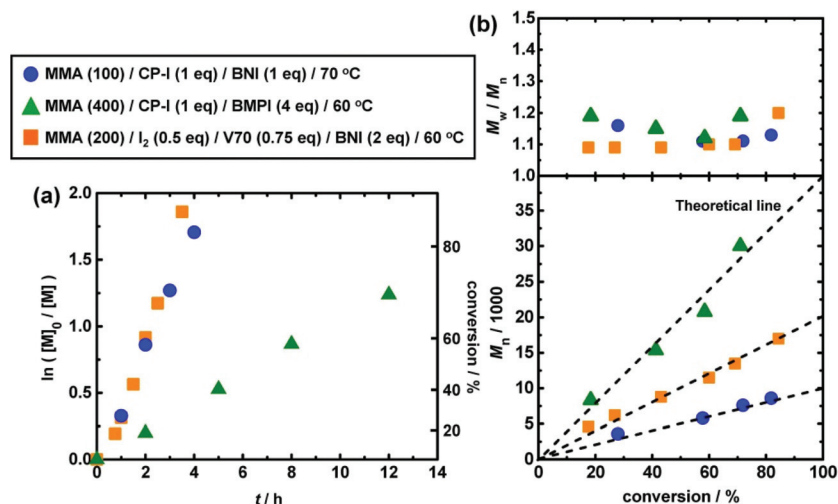 MMA (100) / CP-I (1 eq) / BNI (1 eq) / 70 °C
MMA (400) / CP-I (1 eq) / BMPI (4 eq) / 60 °C
MMA (200) / I₂ (0.5 eq) / V70 (0.75 eq) / BNI (2 eq) / 60 °C
(a)
ln ( [M]₀ / [M] )
2.0
1.5
1.0
0.5
0.0
80
60
40
20
conversion / %
0 2 4 6 8 10 12 14
t / h
(b)
Mw / Mn
1.5
1.4
1.3
1.2
1.1
1.0
Theoretical line
Mn / 1000
35
30
25
20
15
10
5
0
20 40 60 80 100
conversion / %